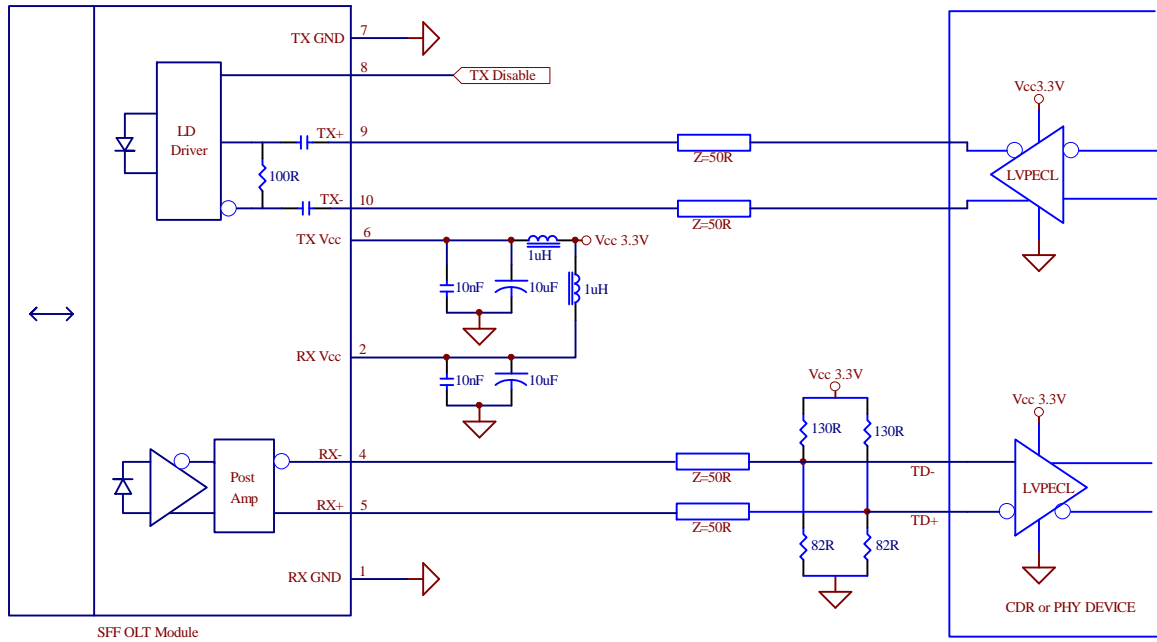 TX GND
7
8
TX Disable
Vcc3.3V
LD
Driver
TX+
9
100R
Z=50R
LVPECL
TX-
10
Z=50R
TX Vcc
6
Vcc 3.3V
1uH
10nF
10uF
1uH
RX Vcc
2
10nF
10uF
Vcc 3.3V
Vcc 3.3V
130R
130R
RX-
4
Post
Amp
Z=50R
TD-
LVPECL
RX+
5
Z=50R
TD+
82R
82R
RX GND
1
CDR or PHY DEVICE
SFF OLT Module